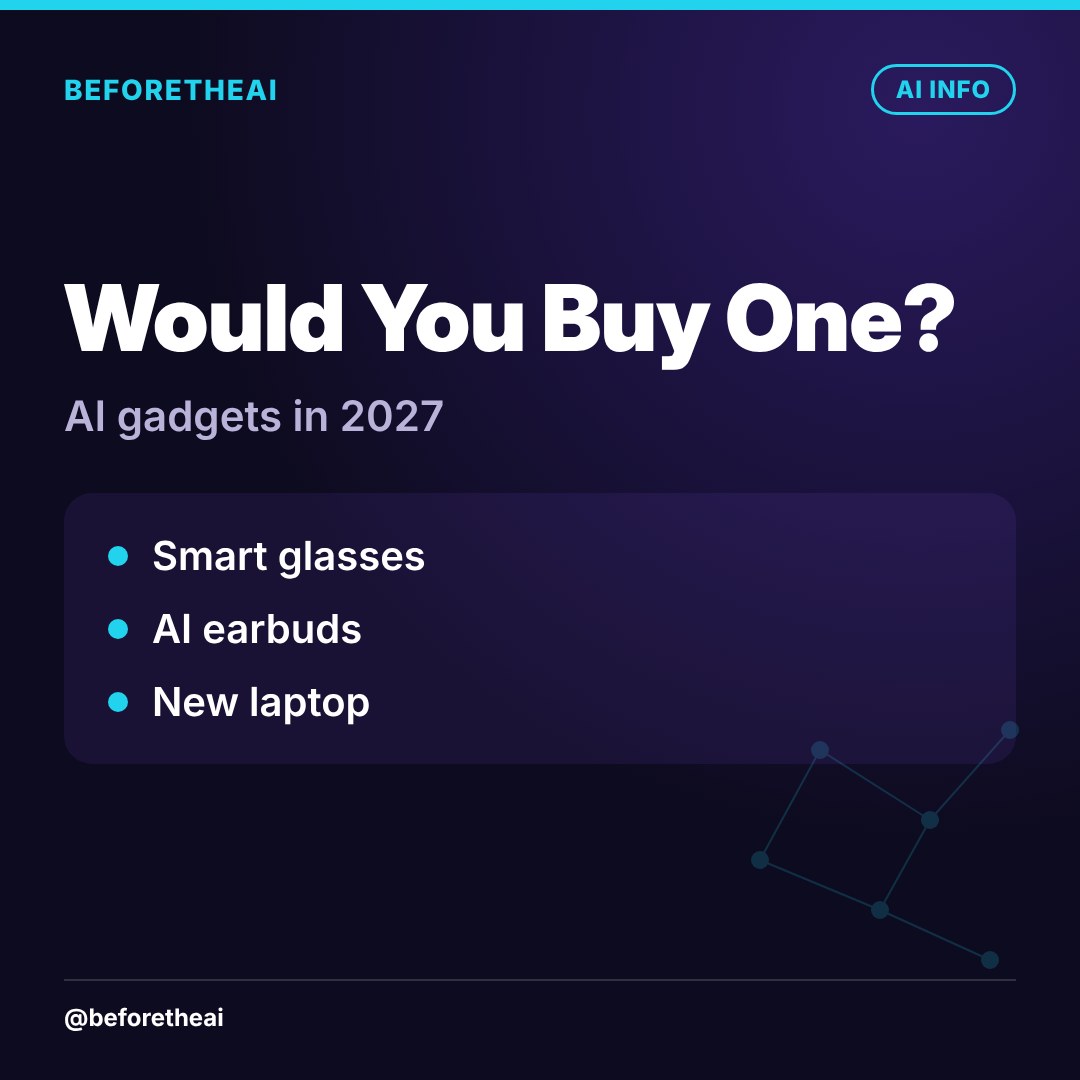 BEFORETHEAI
AI INFO
Would You Buy One?
AI gadgets in 2027
Smart glasses
AI earbuds
New laptop
@beforetheai